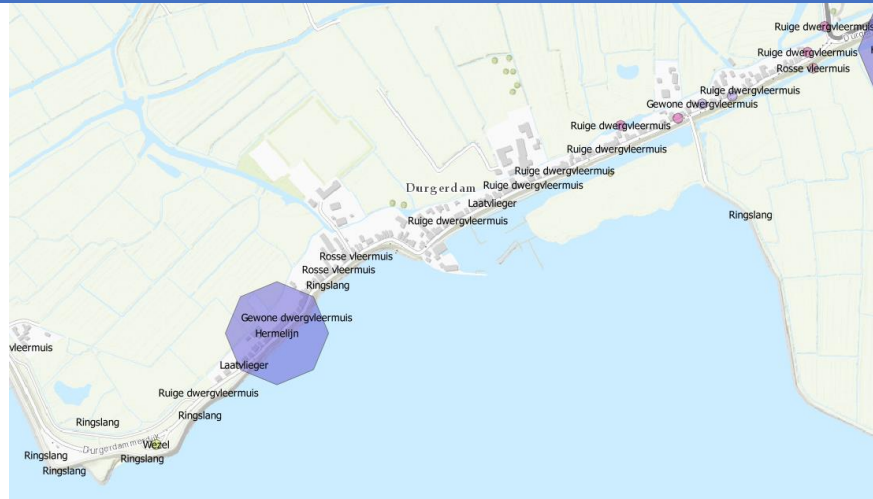 Ruige dwergvleermuis
Ruige dwergvleermuis
Rosse vleermuis
Ruige dwergvleermuis
Gewone dwergvleermuis
Ruige dwergvleermuis
Ruige dwergvleermuis
Ruige dwergvleermuis
Durgerdam
Ruige dwergvleermuis
Laatvlieger
Ruige dwergvleermuis
Ringslang
Rosse vleermuis
Rosse vleermuis
Ringslang
Gewone dwergvleermuis
Hermelijn
vleermuis
Laatvlieger
Ruige dwergvleermuis
Ringslang
Ringslang
Wezel
Ringslang
Ringslang
Ringslang